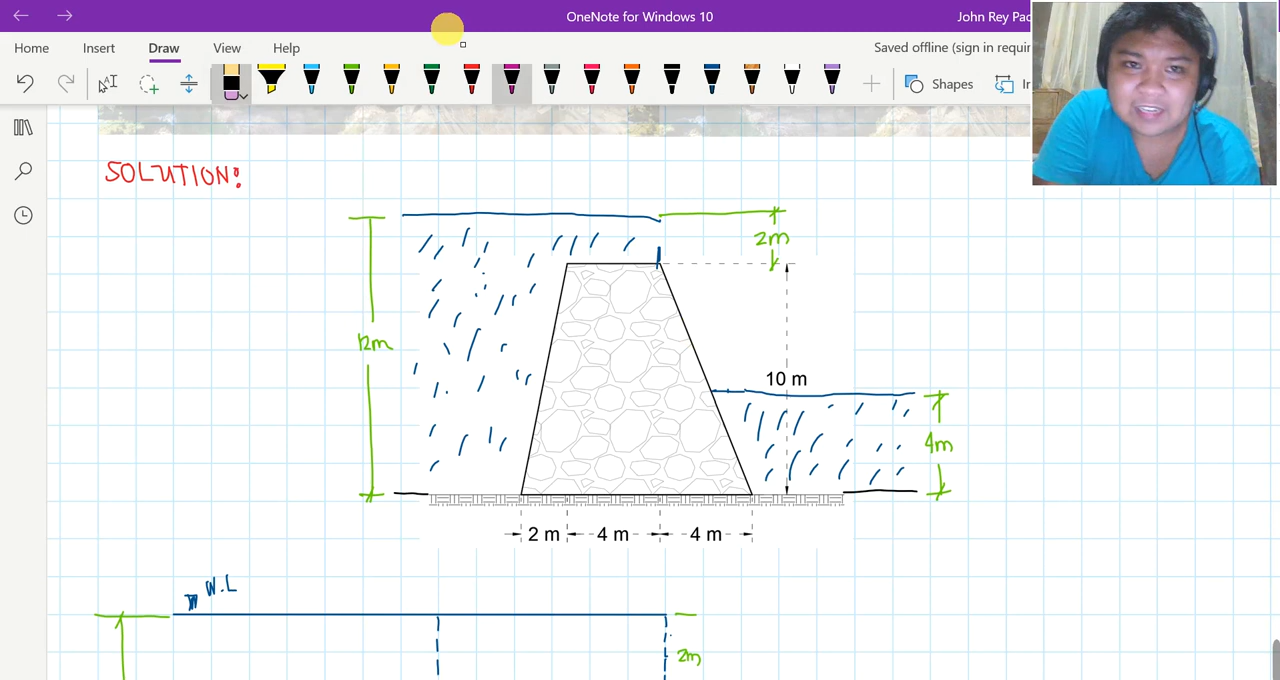 OneNote for Windows 10
John Rey Pac
Home Insert Draw View Help
Saved offline (sign in requir
Shapes
In
SOLUTION:
2m
12m
10 m
4m
2 m 4 m 4 m
W.L
2m